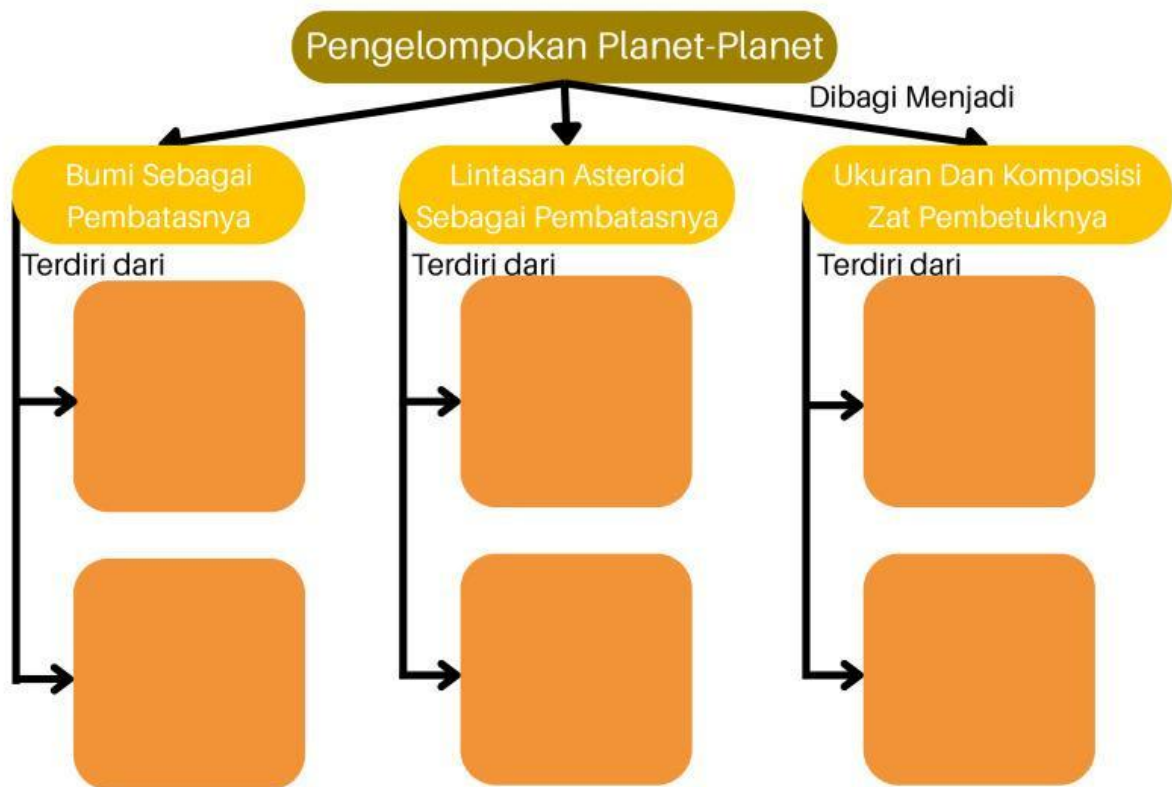 Pengelompokan Planet-Planet
Dibagi Menjadi
Bumi Sebagai
Pembatasnya
Lintasan Asteroid
Sebagai Pembatasnya
Ukuran Dan Komposisi
Zat Pembetuknya
Terdiri dari
Terdiri dari
Terdiri dari